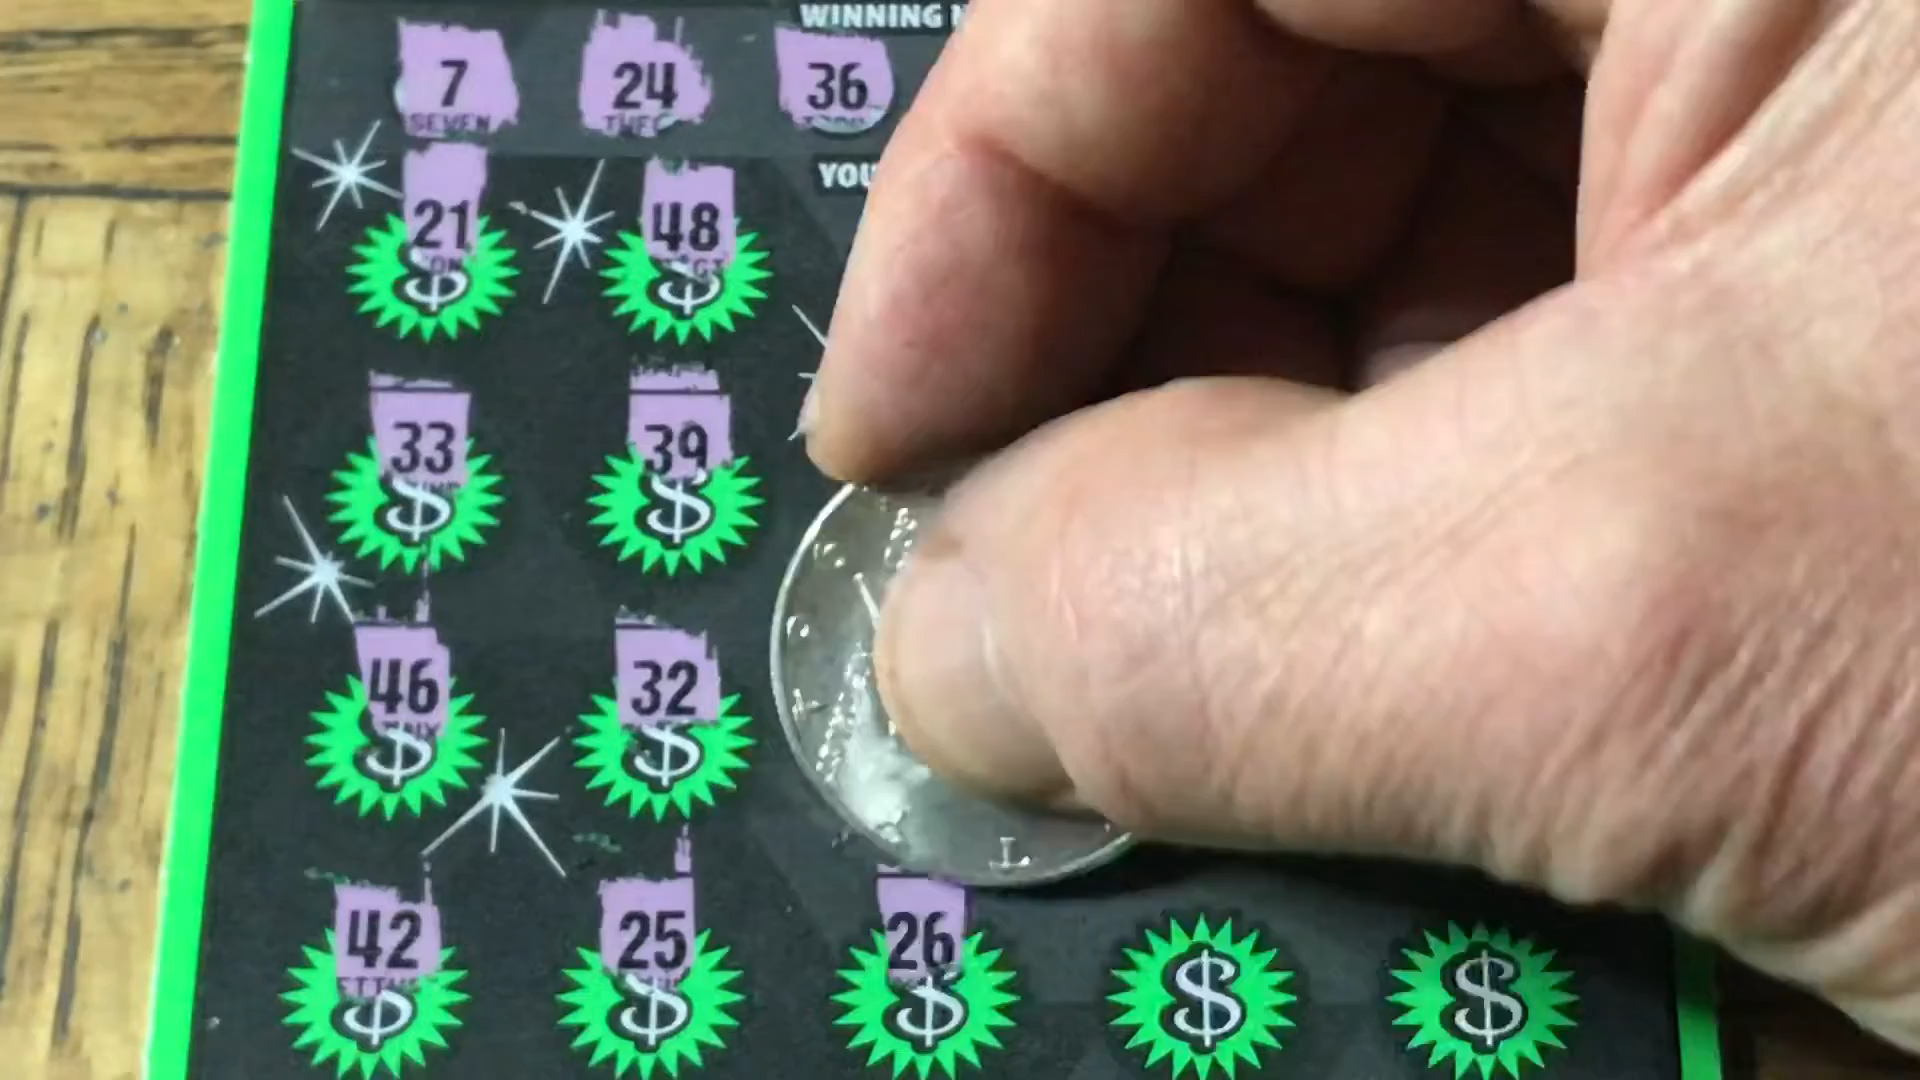 WINNING
7 24 36
SEVEN
YOU
21 48
$ $
33 39
$ $
46 32
$ $
42 25 26
$ $ $ $ $